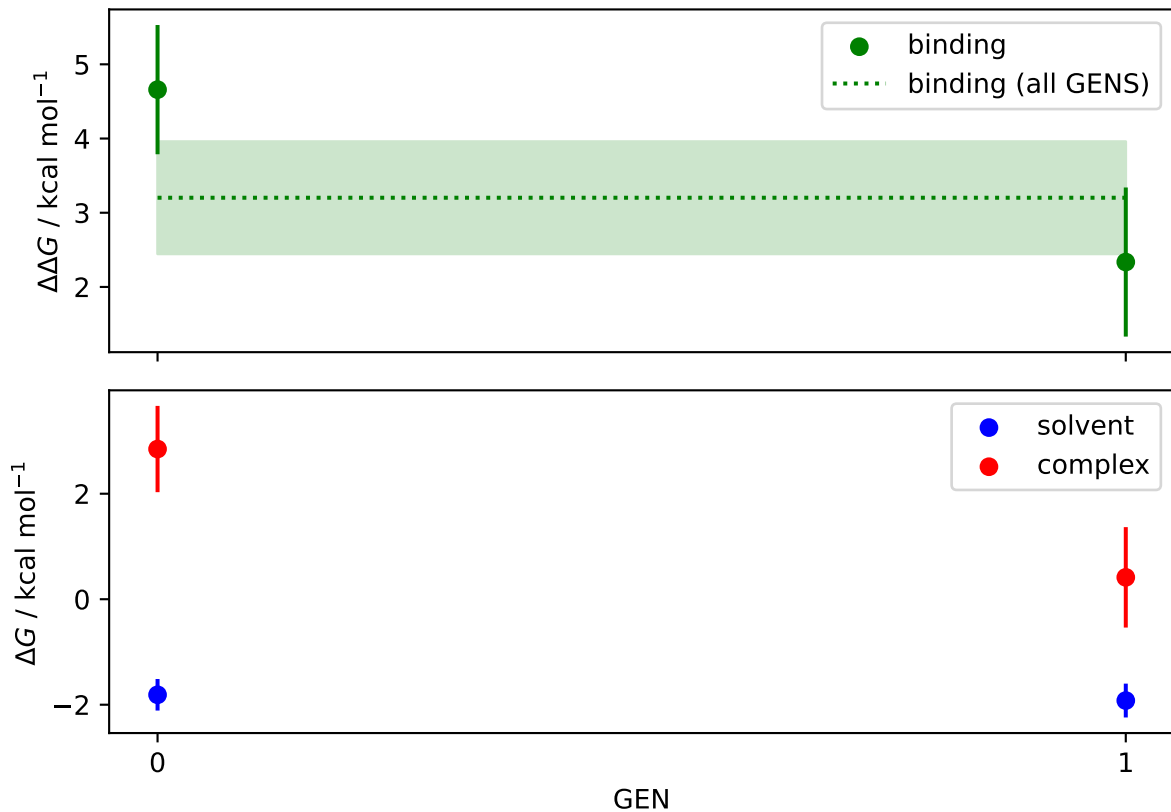 5
4
3
2
ΔΔG / kcal mol⁻¹
binding
binding (all GENS)
2
0
−2
ΔG / kcal mol⁻¹
solvent
complex
0
1
GEN